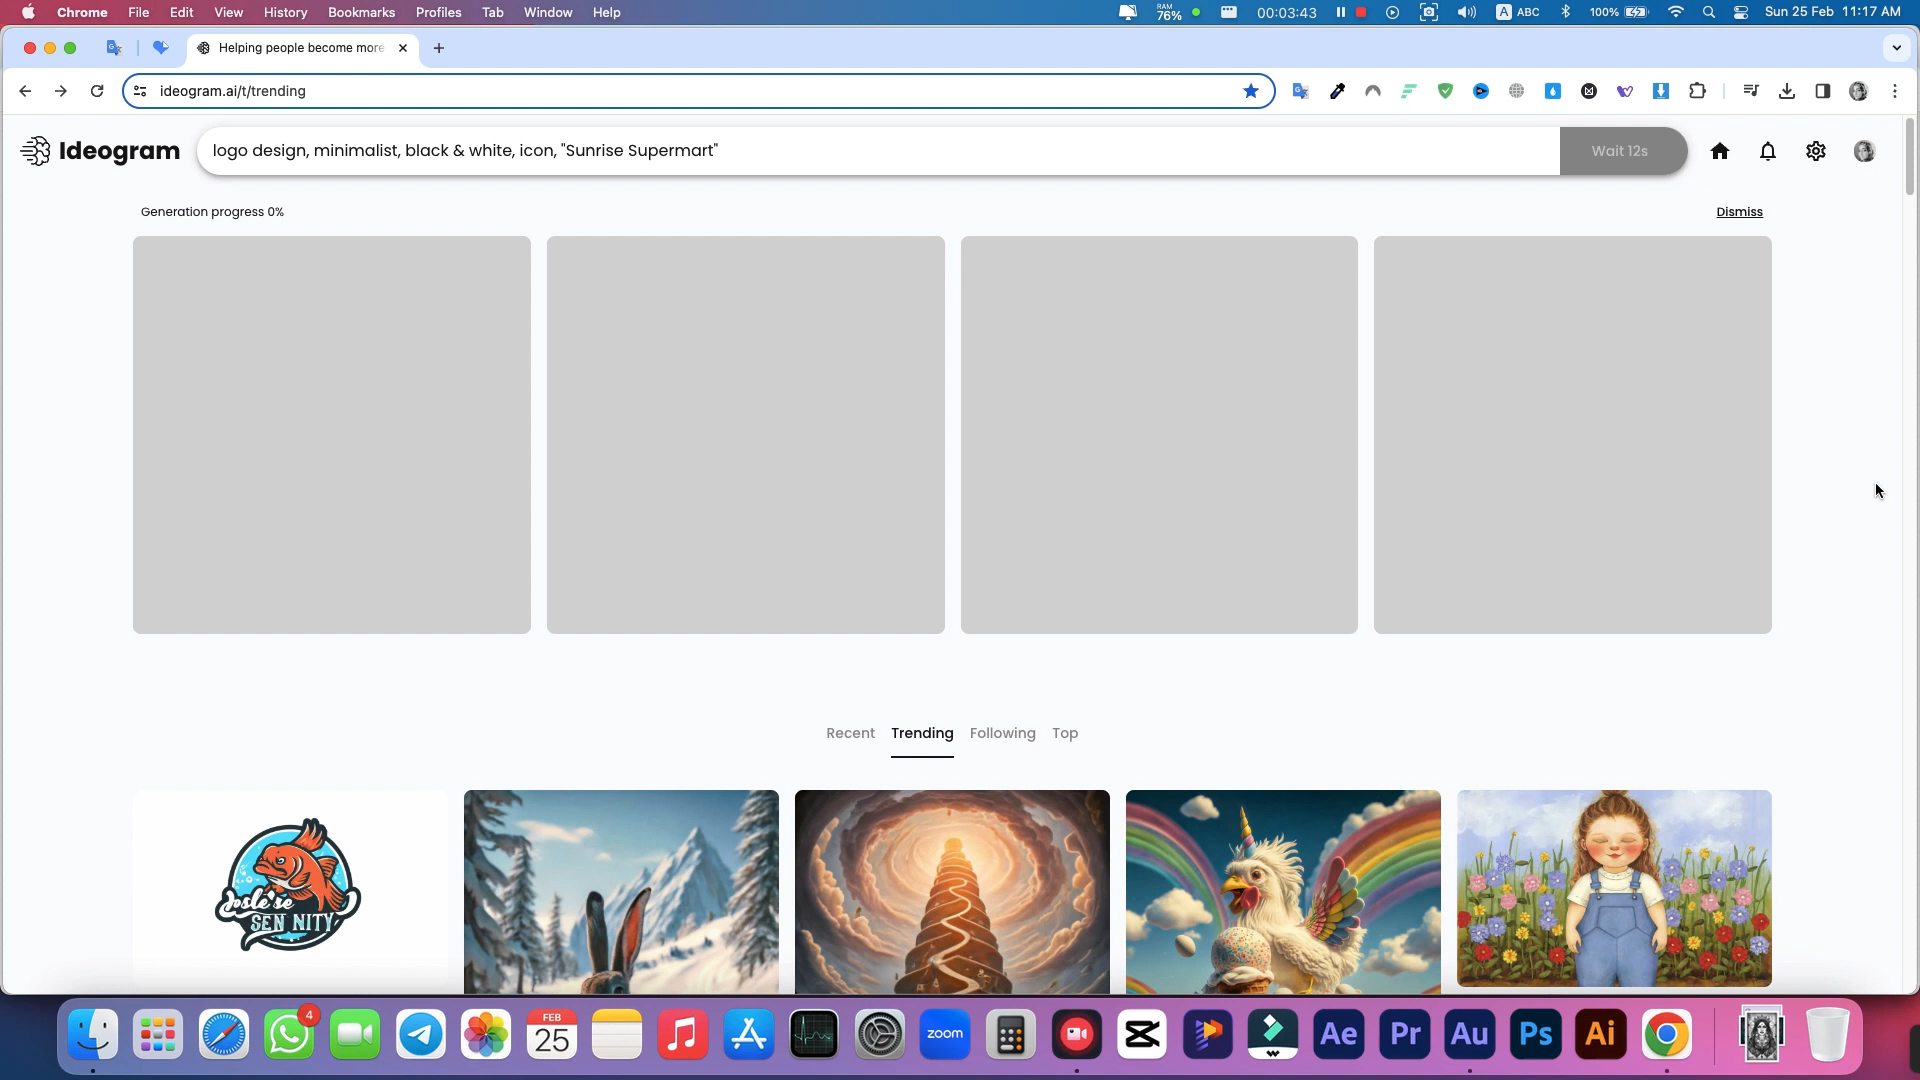 Chrome File Edit View History Bookmarks Profiles Tab Window Help
RAM
76%
00:03:43
A ABC
100%
Sun 25 Feb 11:17 AM
Helping people become more
ideogram.ai/t/trending
Ideogram
logo design, minimalist, black & white, icon, "Sunrise Supermart"
Wait 12s
Generation progress 0%
Dismiss
Recent Trending Following Top
SEN NITY
4
FEB
25
zoom
Ae
Pr
Au
Ps
Ai